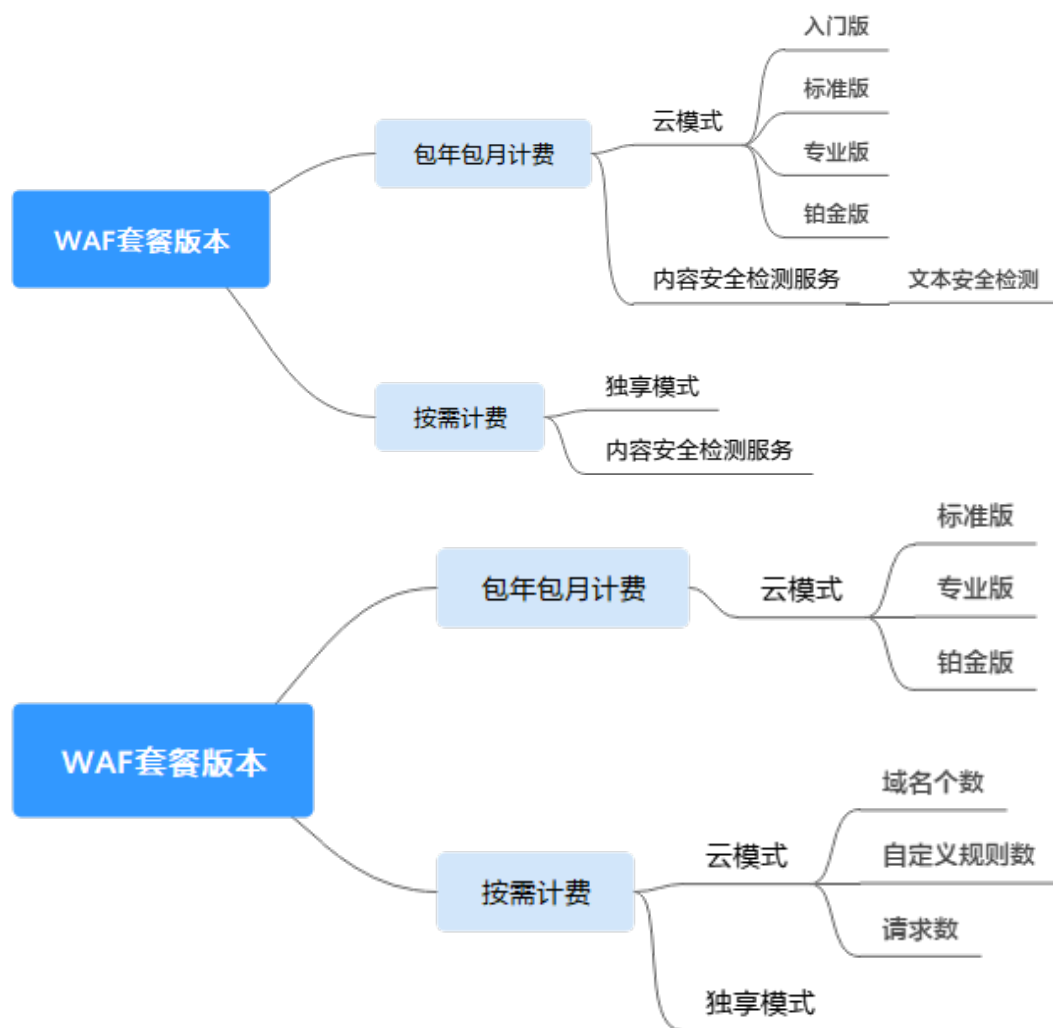 入门版
标准版
云模式
包年包月计费
专业版
铂金版
WAF套餐版本
内容安全检测服务
文本安全检测
独享模式
按需计费
内容安全检测服务
标准版
包年包月计费
云模式
专业版
铂金版
WAF套餐版本
域名个数
云模式
自定义规则数
按需计费
请求数
独享模式